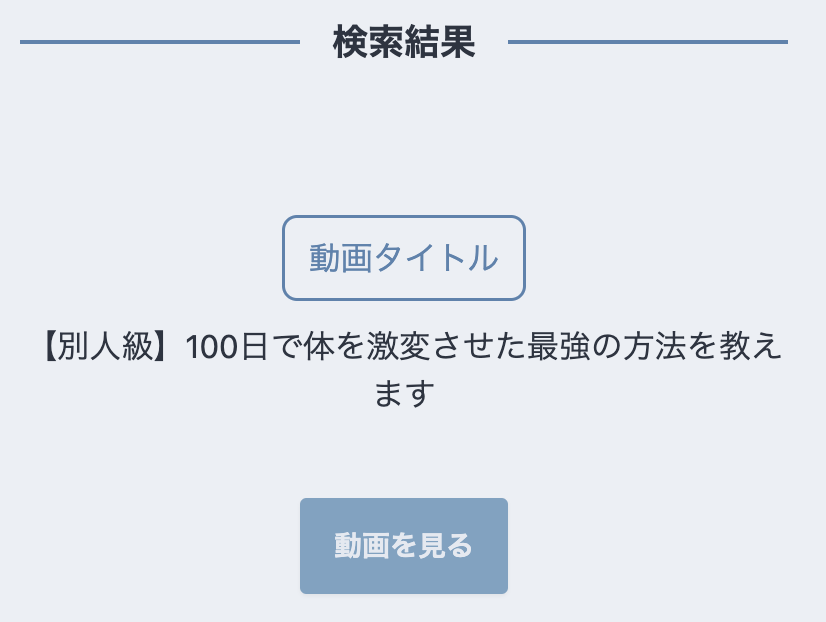 検索結果
動画タイトル
【別人級】100日で体を激変させた最強の方法を教え
ます
動画を見る